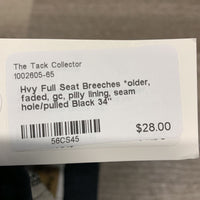 The Tack Collector
1002605-65
Hvy Full Seat Breeches *older,
faded, gc, pilly lining, seam
hole/pulled Black 34"
$28.00
56CS45